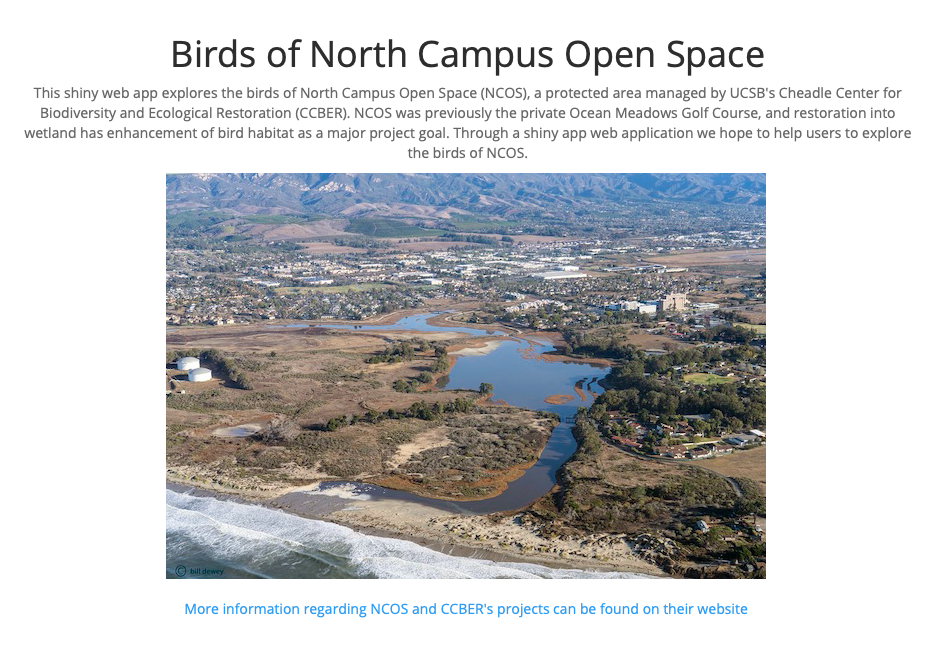 Birds of North Campus Open Space
This shiny web app explores the birds of North Campus Open Space (NCOS), a protected area managed by UCSB's Cheadle Center for
Biodiversity and Ecological Restoration (CCBER). NCOS was previously the private Ocean Meadows Golf Course, and restoration into
wetland has enhancement of bird habitat as a major project goal. Through a shiny app web application we hope to help users to explore
the birds of NCOS.
© bill dewey
More information regarding NCOS and CCBER's projects can be found on their website